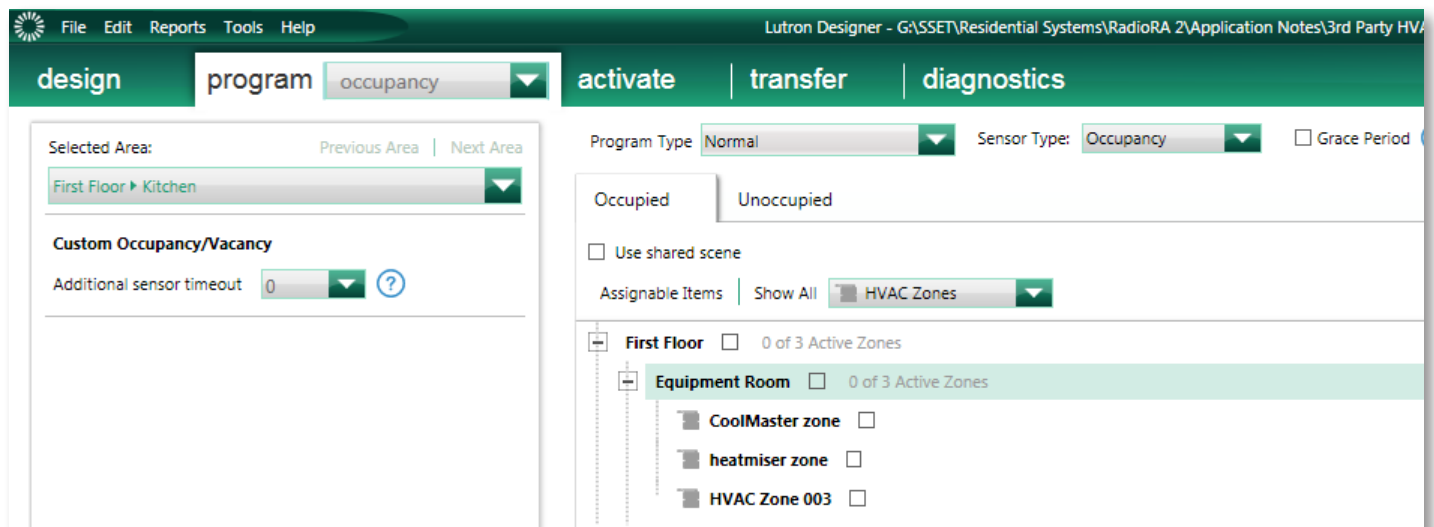 File Edit Reports Tools Help
Lutron Designer - G:\SSET\Residential Systems\RadioRA 2\Application Notes\3rd Party HVA
design program occupancy activate transfer diagnostics
Selected Area: Previous Area | Next Area
First Floor ▸ Kitchen
Custom Occupancy/Vacancy
Additional sensor timeout 0 ?
Program Type Normal Sensor Type: Occupancy Grace Period
Occupied Unoccupied
Use shared scene
Assignable Items | Show All HVAC Zones
First Floor 0 of 3 Active Zones
Equipment Room 0 of 3 Active Zones
CoolMaster zone
heatmiser zone
HVAC Zone 003